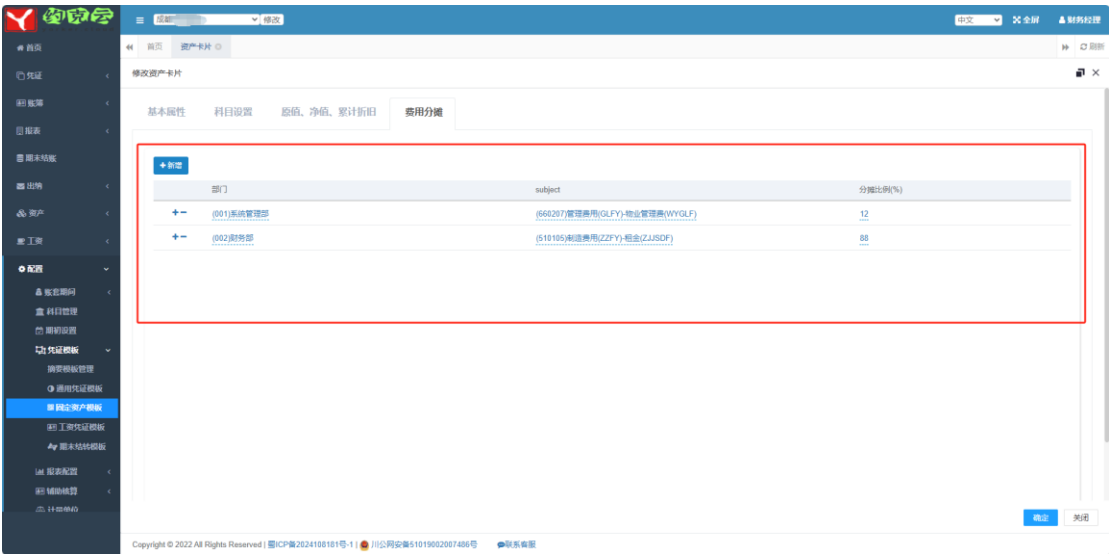 成都
修改
中文
全屏
财务经理
首页
资产卡片
刷新
首页
凭证
账簿
报表
期末结账
出纳
资产
工资
配置
账套期间
科目管理
期初设置
凭证模板
摘要模板管理
通用凭证模板
固定资产模板
工资凭证模板
期末结转模板
报表配置
辅助核算
计量单位
修改资产卡片
基本属性
科目设置
原值、净值、累计折旧
费用分摊
+新增
部门 subject 分摊比例(%)
(001)系统管理部 (660207)管理费用(GLFY)-物业管理费(WYGLF) 12
(002)财务部 (510105)制造费用(ZZFY)-租金(ZJJSDF) 88
确定
关闭
Copyright © 2022 All Rights Reserved | 蜀ICP备2024108181号-1 | 川公网安备51019002007486号 联系客服